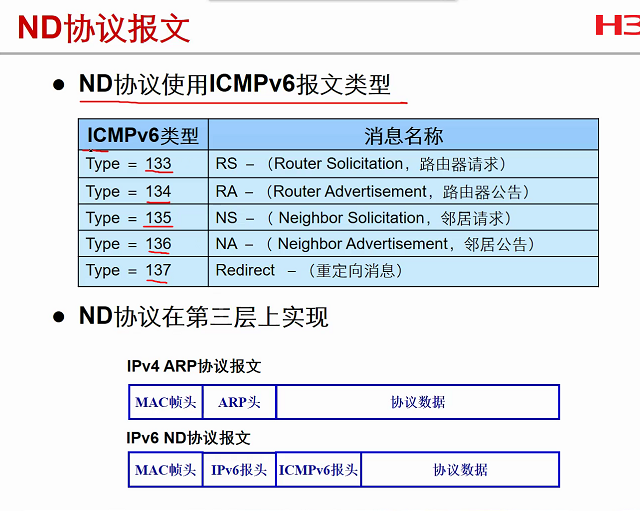 ND协议报文
H3
● ND协议使用ICMPv6报文类型
ICMPv6类型 消息名称
Type = 133 RS – （Router Solicitation，路由器请求）
Type = 134 RA – （Router Advertisement，路由器公告）
Type = 135 NS – （ Neighbor Solicitation，邻居请求）
Type = 136 NA – （ Neighbor Advertisement，邻居公告）
Type = 137 Redirect – （重定向消息）
● ND协议在第三层上实现
IPv4 ARP协议报文
MAC帧头 ARP头 协议数据
IPv6 ND协议报文
MAC帧头 IPv6报头 ICMPv6报头 协议数据